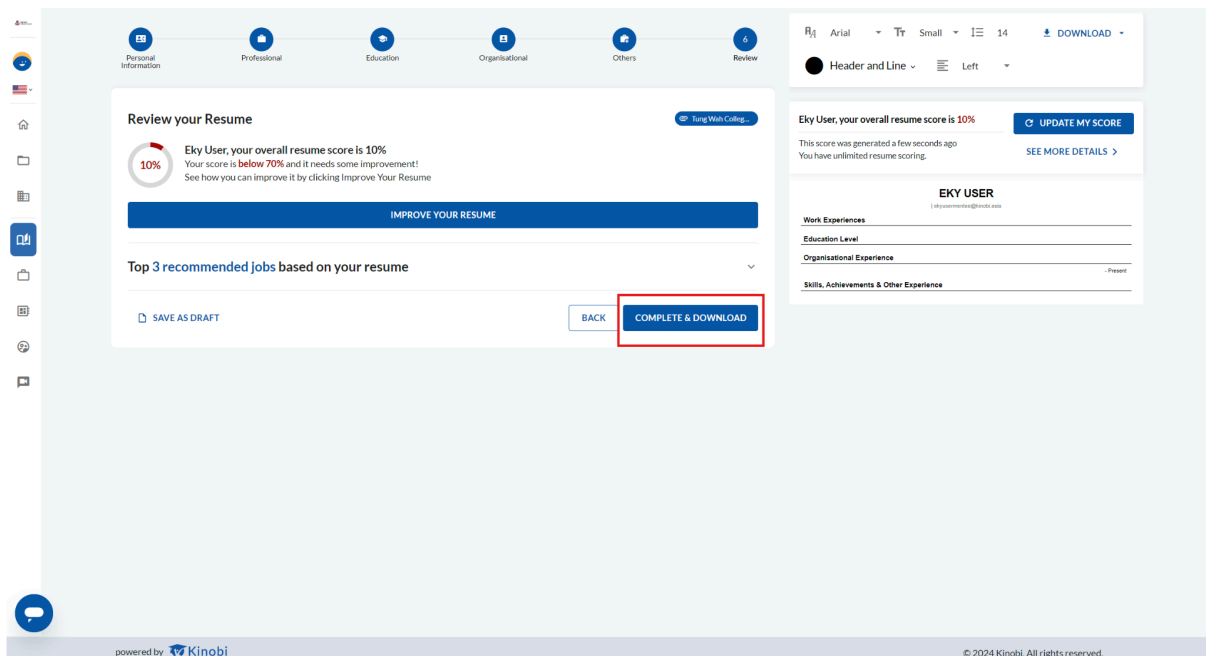 Personal Information
Professional
Education
Organisational
Others
6
Review
Arial
Tт Small
14
DOWNLOAD
Header and Line
Left
Review your Resume
Tung Wah Colleg...
10%
Eky User, your overall resume score is 10%
Your score is below 70% and it needs some improvement!
See how you can improve it by clicking Improve Your Resume
IMPROVE YOUR RESUME
Top 3 recommended jobs based on your resume
SAVE AS DRAFT
BACK
COMPLETE & DOWNLOAD
Eky User, your overall resume score is 10%
UPDATE MY SCORE
This score was generated a few seconds ago
You have unlimited resume scoring.
SEE MORE DETAILS >
EKY USER
Work Experiences
Education Level
Organisational Experience
- Present
Skills, Achievements & Other Experience
powered by Kinobi
© 2024 Kinobi. All rights reserved.